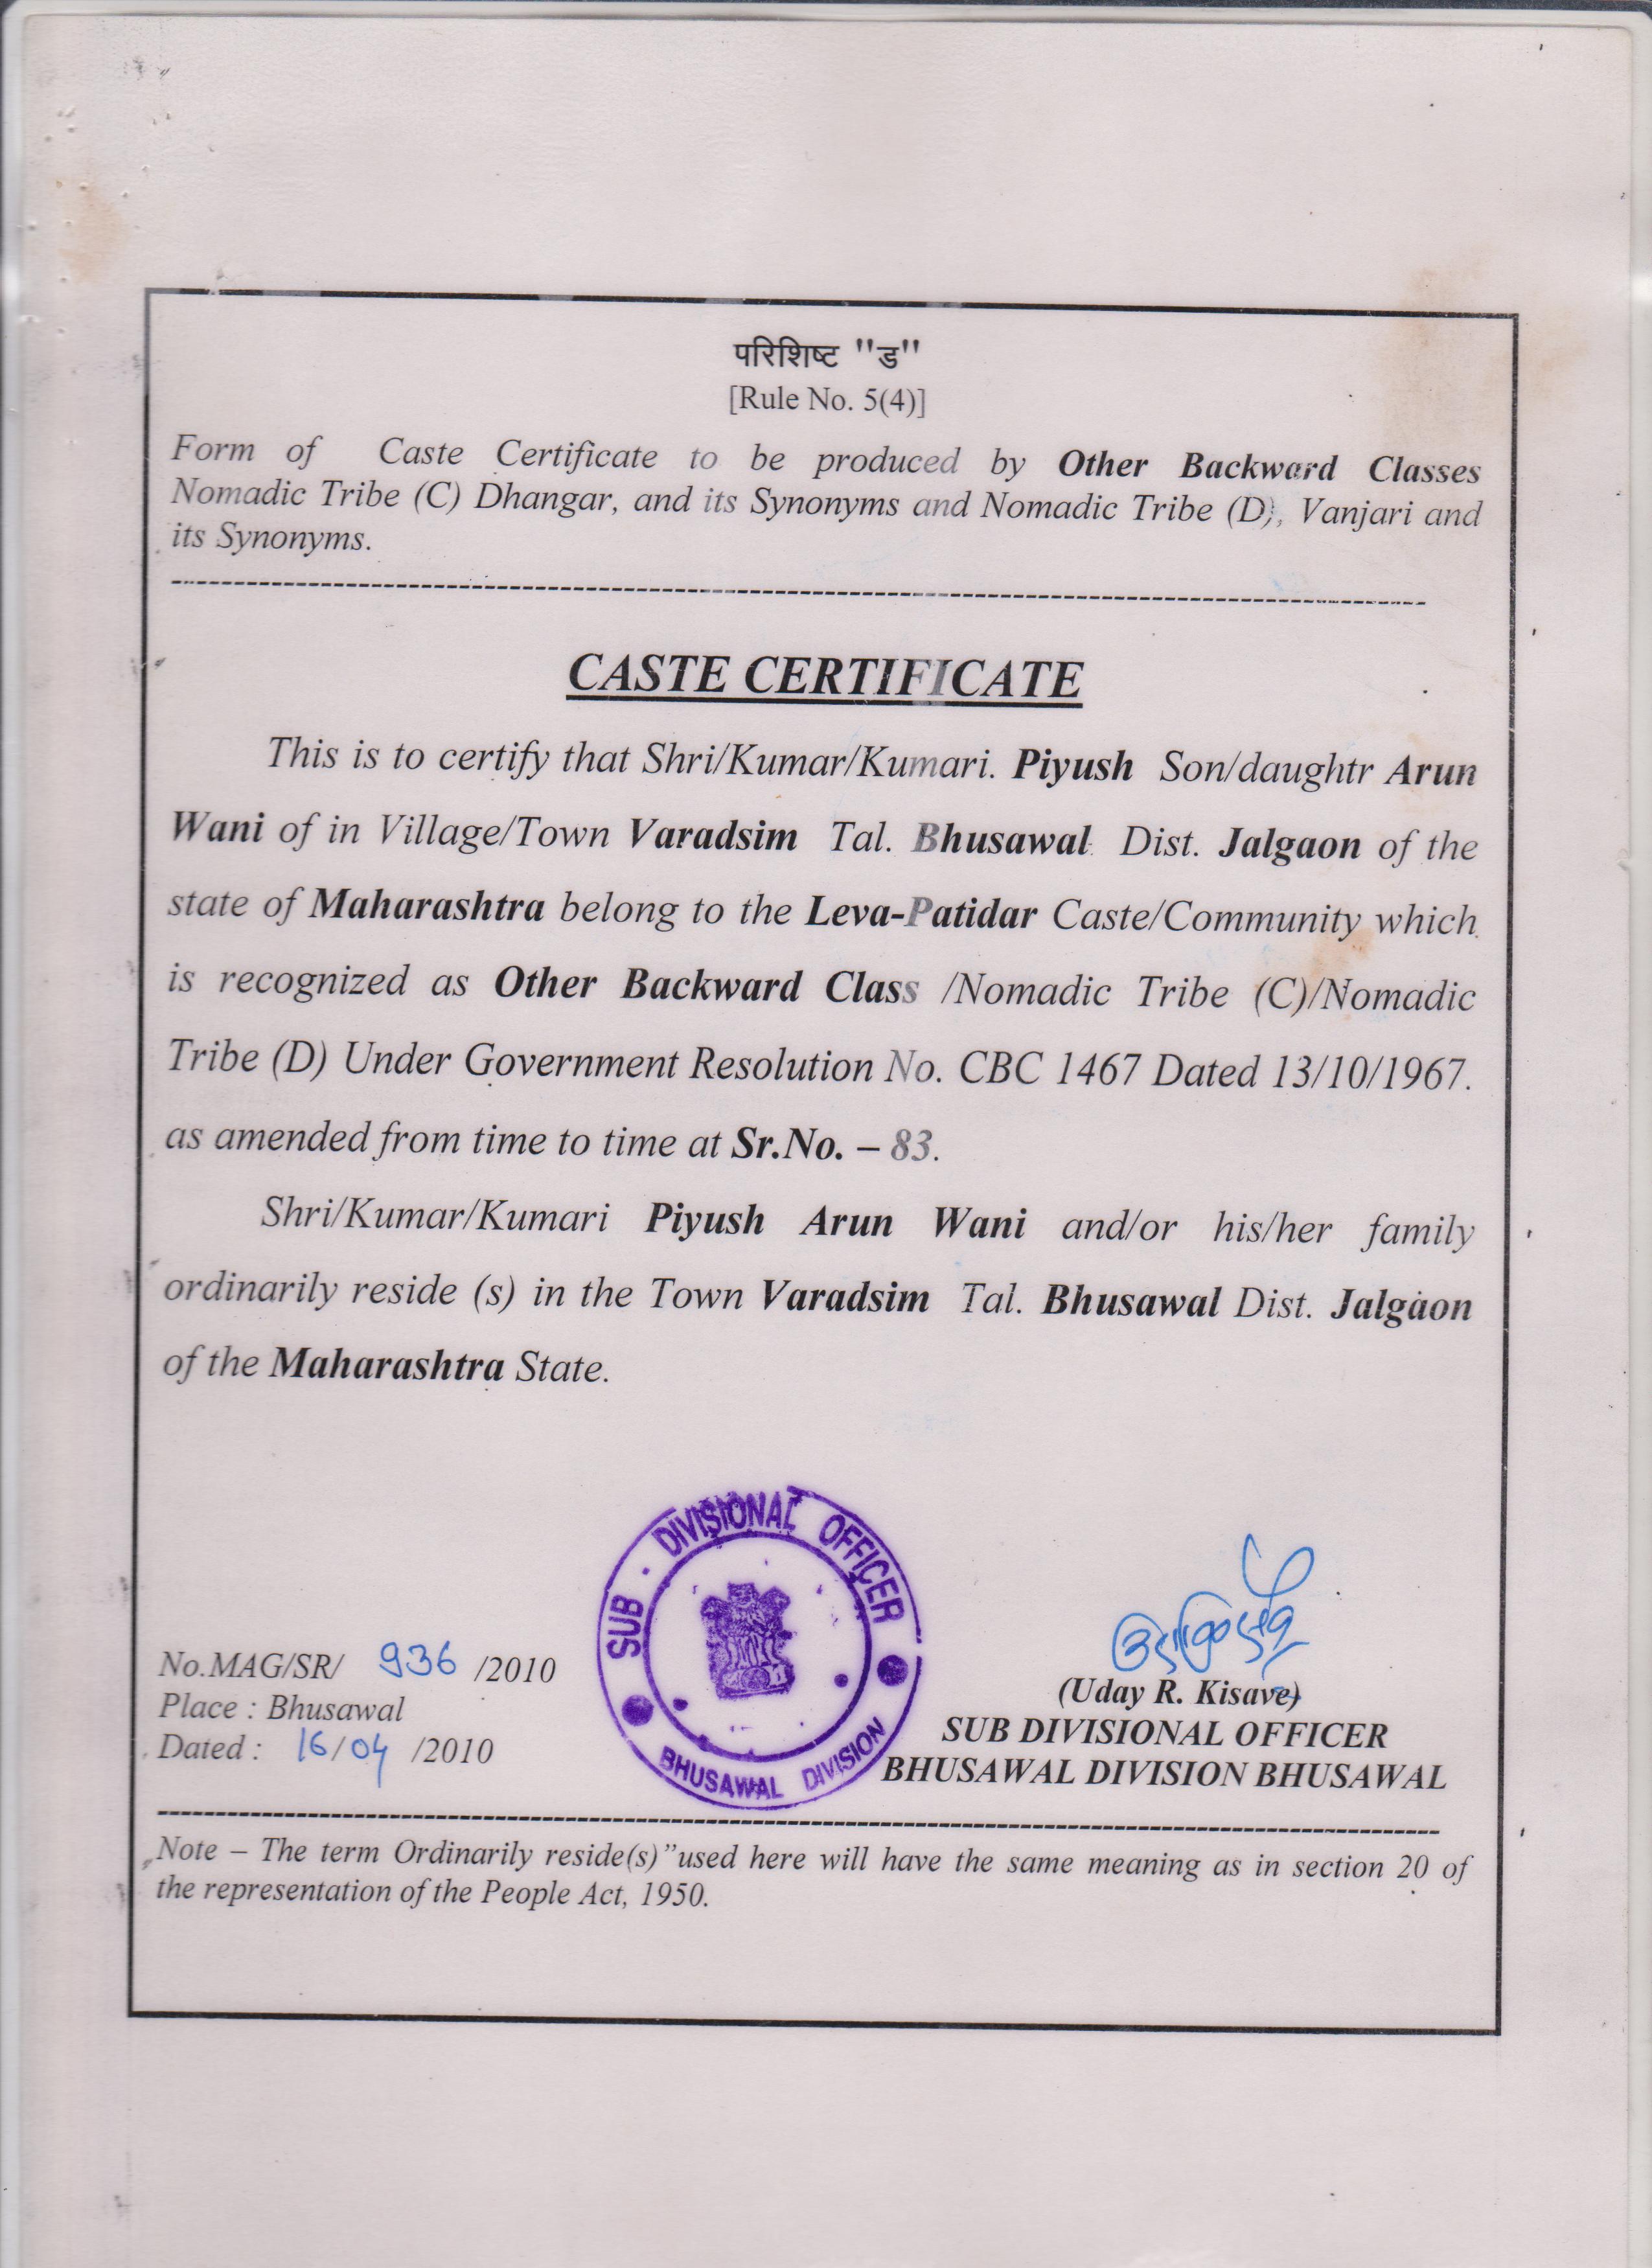 परिशिष्ट "ड"
[Rule No. 5(4)]
Form of Caste Certificate to be produced by Other Backward Classes
Nomadic Tribe (C) Dhangar, and its Synonyms and Nomadic Tribe (D), Vanjari and
its Synonyms.
CASTE CERTIFICATE
This is to certify that Shri/Kumar/Kumari. Piyush Son/daughtr Arun
Wani of in Village/Town Varadsim Tal. Bhusawal Dist. Jalgaon of the
state of Maharashtra belong to the Leva-Patidar Caste/Community which
is recognized as Other Backward Class /Nomadic Tribe (C)/Nomadic
Tribe (D) Under Government Resolution No. CBC 1467 Dated 13/10/1967.
as amended from time to time at Sr.No. – 83.
Shri/Kumar/Kumari Piyush Arun Wani and/or his/her family
ordinarily reside (s) in the Town Varadsim Tal. Bhusawal Dist. Jalgaon
of the Maharashtra State.
SUB - DIVISIONAL OFFICER
BHUSAWAL DIVISION
No.MAG/SR/ 936 /2010
Place : Bhusawal
Dated : 16/04 /2010
(Uday R. Kisave)
SUB DIVISIONAL OFFICER
BHUSAWAL DIVISION BHUSAWAL
Note – The term Ordinarily reside(s)"used here will have the same meaning as in section 20 of
the representation of the People Act, 1950.